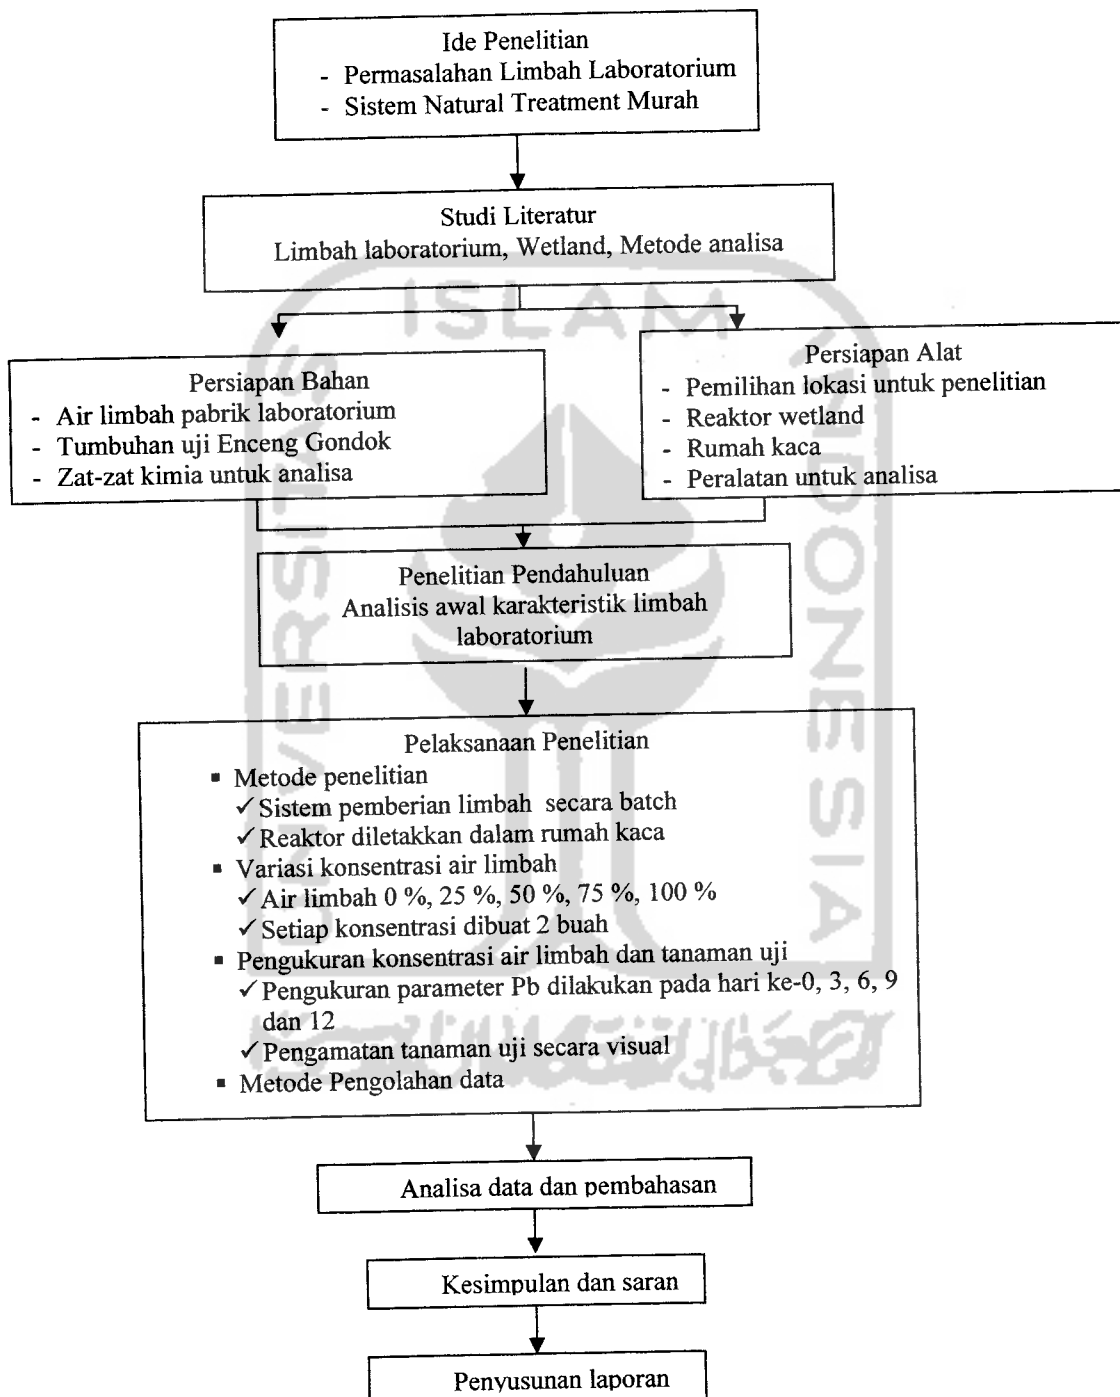 Ide Penelitian
- Permasalahan Limbah Laboratorium
- Sistem Natural Treatment Murah
Studi Literatur
Limbah laboratorium, Wetland, Metode analisa
Persiapan Bahan
- Air limbah pabrik laboratorium
- Tumbuhan uji Enceng Gondok
- Zat-zat kimia untuk analisa
Persiapan Alat
- Pemilihan lokasi untuk penelitian
- Reaktor wetland
- Rumah kaca
- Peralatan untuk analisa
Penelitian Pendahuluan
Analisis awal karakteristik limbah
laboratorium
Pelaksanaan Penelitian
▪ Metode penelitian
✓ Sistem pemberian limbah secara batch
✓ Reaktor diletakkan dalam rumah kaca
▪ Variasi konsentrasi air limbah
✓ Air limbah 0 %, 25 %, 50 %, 75 %, 100 %
✓ Setiap konsentrasi dibuat 2 buah
▪ Pengukuran konsentrasi air limbah dan tanaman uji
✓ Pengukuran parameter Pb dilakukan pada hari ke-0, 3, 6, 9
dan 12
✓ Pengamatan tanaman uji secara visual
▪ Metode Pengolahan data
Analisa data dan pembahasan
Kesimpulan dan saran
Penyusunan laporan
UNIVERSITAS
ISLAM
INDONESIA